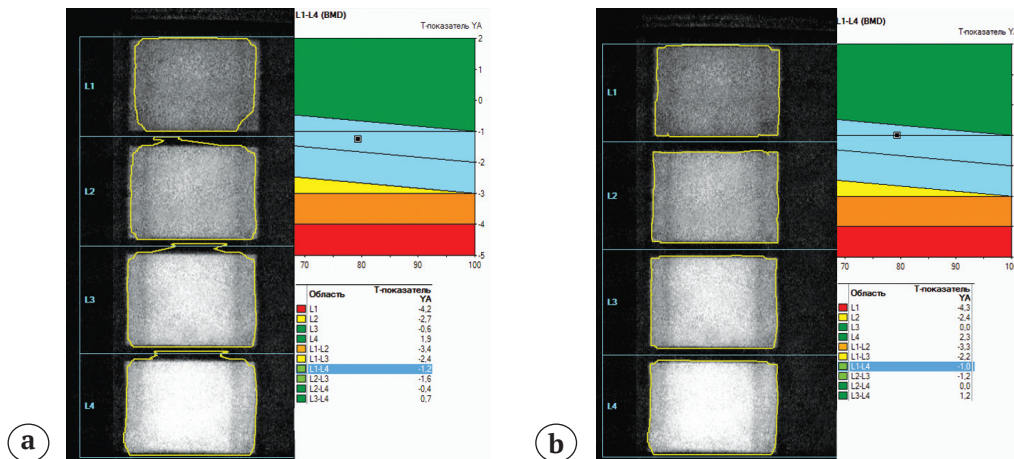 L1-L4 (BMD)
Т-показатель YA
L1
L2
L3
L4
2
1
0
-1
-2
-3
-4
-5
70 80 90 100
Область Т-показатель YA
L1 -4,2
L2 -2,7
L3 -0,6
L4 1,9
L1-L2 -3,4
L1-L3 -2,4
L1-L4 -1,2
L2-L3 -1,6
L2-L4 -0,4
L3-L4 0,7
a
L1-L4 (BMD)
Т-показатель YA
L1
L2
L3
L4
70 80 90 100
Область Т-показатель YA
L1 -4,3
L2 -2,4
L3 0,0
L4 2,3
L1-L2 -3,3
L1-L3 -2,2
L1-L4 -1,0
L2-L3 -1,2
L2-L4 0,0
L3-L4 1,2
b